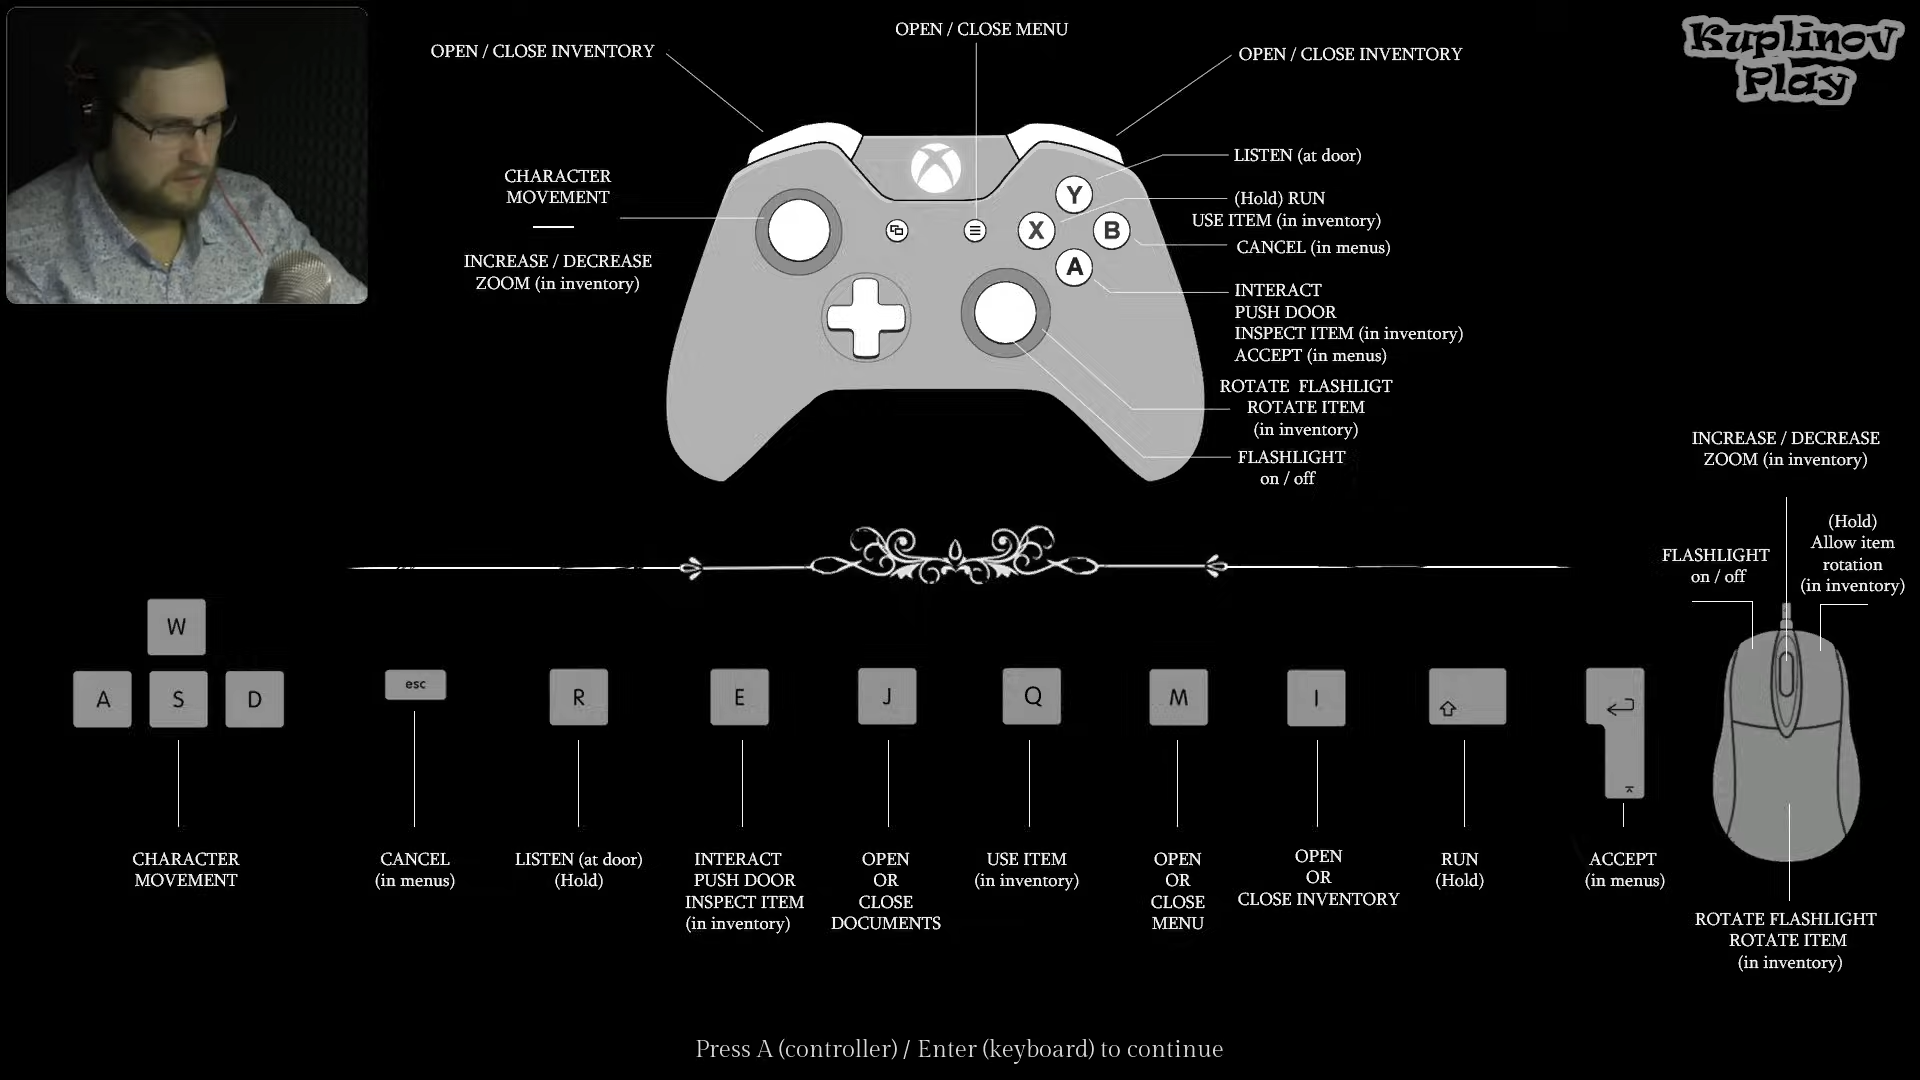 Kuplinov
Play
OPEN / CLOSE MENU
OPEN / CLOSE INVENTORY
OPEN / CLOSE INVENTORY
LISTEN (at door)
CHARACTER
MOVEMENT
(Hold) RUN
USE ITEM (in inventory)
CANCEL (in menus)
INCREASE / DECREASE
ZOOM (in inventory)
Y
X
B
A
INTERACT
PUSH DOOR
INSPECT ITEM (in inventory)
ACCEPT (in menus)
ROTATE FLASHLIGT
ROTATE ITEM
(in inventory)
FLASHLIGHT
on / off
INCREASE / DECREASE
ZOOM (in inventory)
(Hold)
Allow item
rotation
(in inventory)
FLASHLIGHT
on / off
W
A
S
D
esc
R
E
J
Q
M
I
CHARACTER
MOVEMENT
CANCEL
(in menus)
LISTEN (at door)
(Hold)
INTERACT
PUSH DOOR
INSPECT ITEM
(in inventory)
OPEN
OR
CLOSE
DOCUMENTS
USE ITEM
(in inventory)
OPEN
OR
CLOSE
MENU
OPEN
OR
CLOSE INVENTORY
RUN
(Hold)
ACCEPT
(in menus)
ROTATE FLASHLIGHT
ROTATE ITEM
(in inventory)
Press A (controller) / Enter (keyboard) to continue